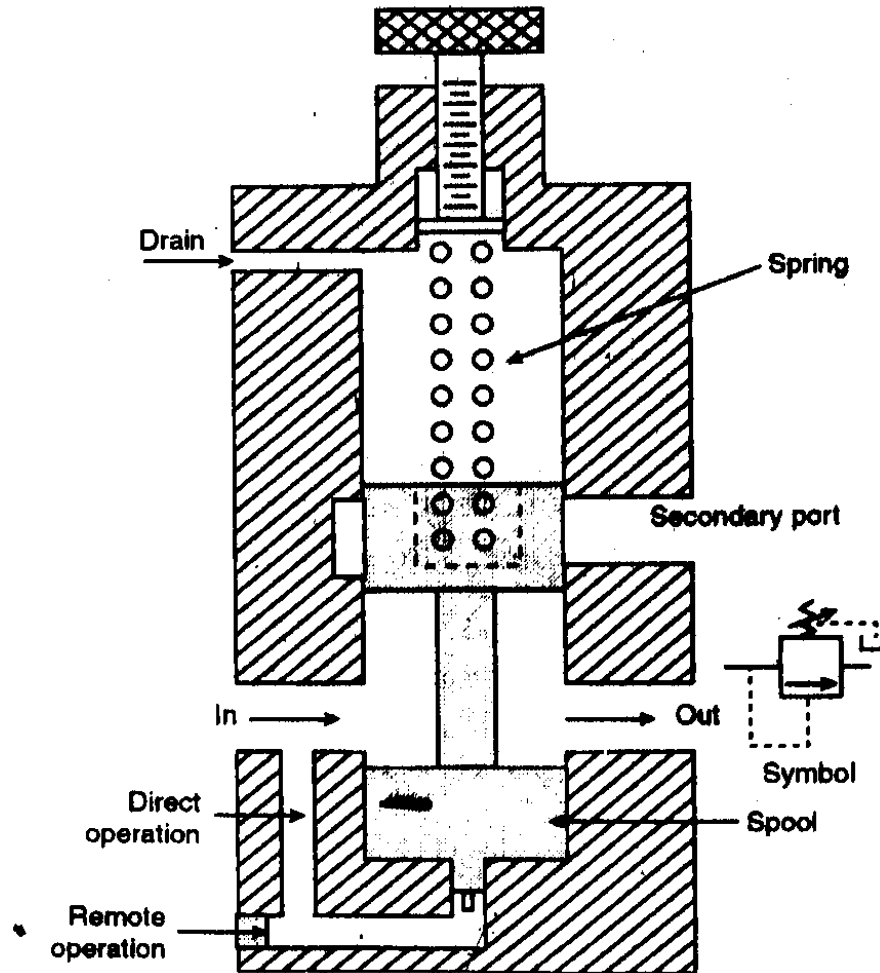 Drain
Spring
Secondary port
In
Out
Symbol
Direct
operation
Spool
Remote
operation